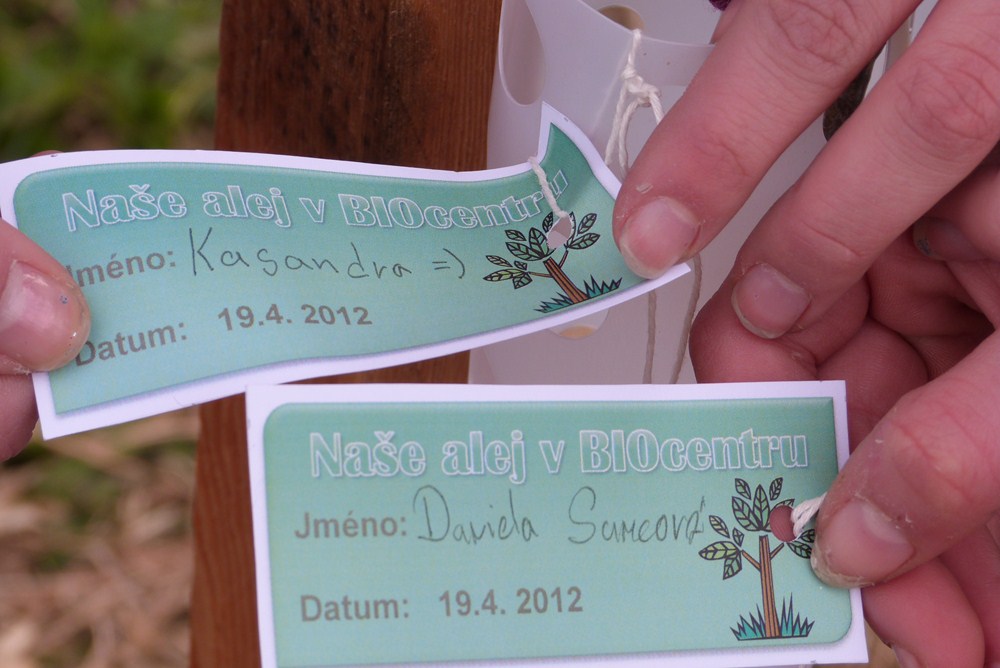 Naše alej v BIOcentru
Jméno: Kasandra =)
Datum: 19.4. 2012
Naše alej v BIOcentru
Jméno: Daniela Sumcová
Datum: 19.4. 2012